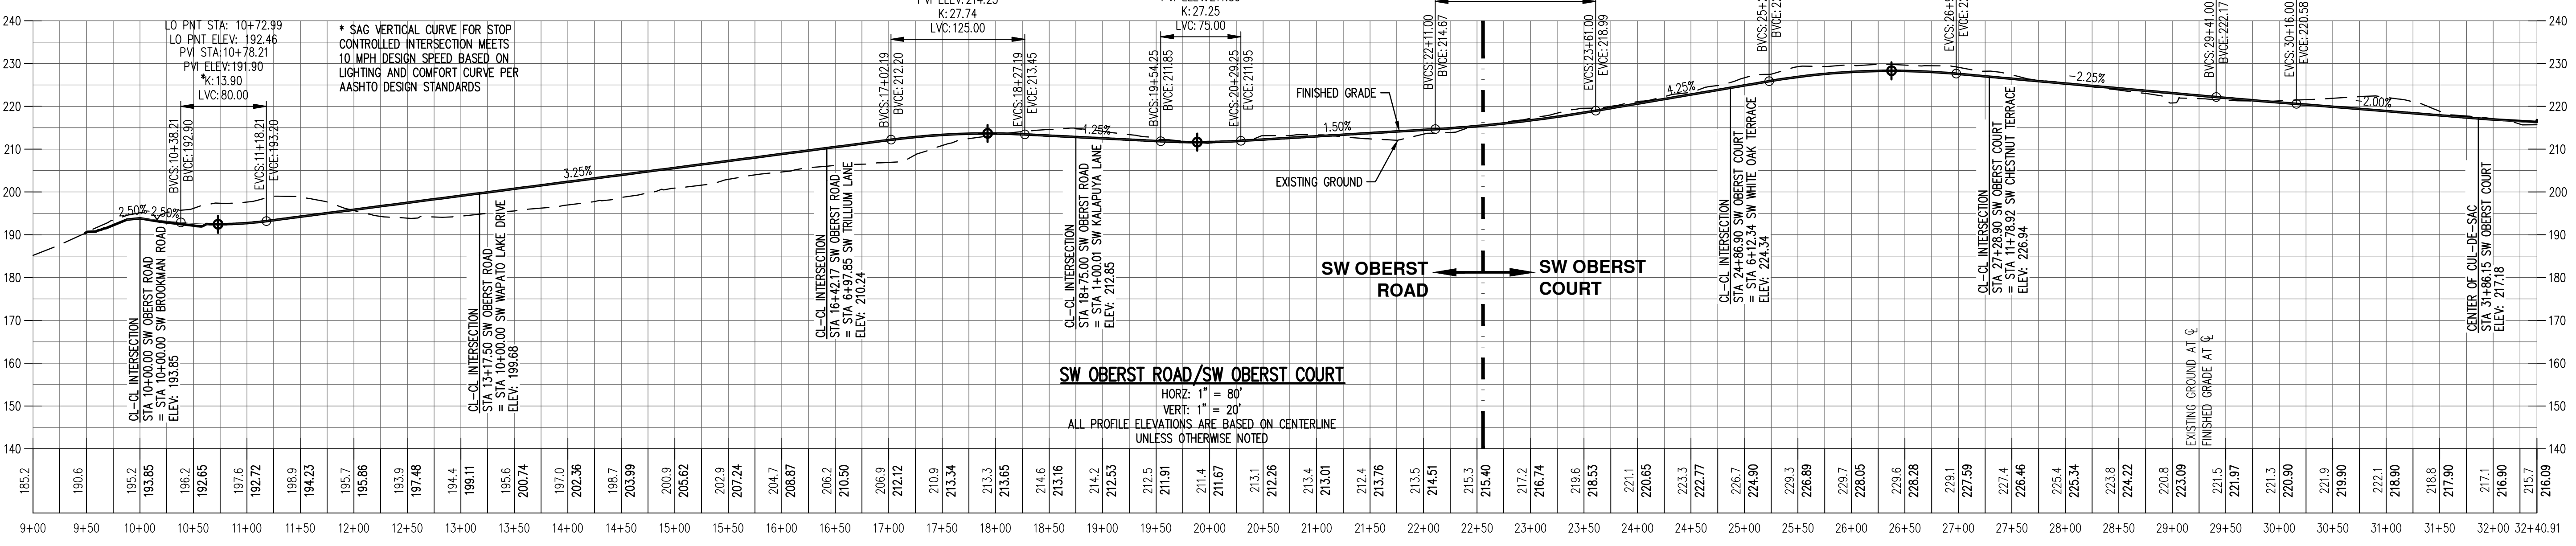 240
230
220
210
200
190
180
170
160
150
140
LO PNT STA: 10+72.99
LO PNT ELEV: 192.46
PVI STA:10+78.21
PVI ELEV:191.90
*K:13.90
LVC:80.00
BVCS:10+38.21
BVCE:192.90
EVCS:11+18.21
EVCE:193.20
* SAG VERTICAL CURVE FOR STOP
CONTROLLED INTERSECTION MEETS
10 MPH DESIGN SPEED BASED ON
LIGHTING AND COMFORT CURVE PER
AASHTO DESIGN STANDARDS
PVI ELEV:214.25
K:27.74
LVC:125.00
BVCS:17+02.19
BVCE:212.20
EVCS:18+27.19
EVCE:213.45
K:27.25
LVC:75.00
BVCS:19+54.25
BVCE:211.85
EVCS:20+29.25
EVCE:211.95
BVCS:22+11.00
BVCE:214.67
EVCS:23+61.00
EVCE:218.99
BVCS:29+41.00
BVCE:222.17
EVCS:30+16.00
EVCE:220.58
2.50%
-2.50%
3.25%
-1.25%
1.50%
4.25%
-2.25%
-2.00%
FINISHED GRADE
EXISTING GROUND
CL-CL INTERSECTION
STA 10+00.00 SW OBERST ROAD
= STA 10+00.00 SW BROOKMAN ROAD
ELEV: 193.85
CL-CL INTERSECTION
STA 13+17.50 SW OBERST ROAD
= STA 10+00.00 SW WAPATO LAKE DRIVE
ELEV: 199.68
CL-CL INTERSECTION
STA 16+42.17 SW OBERST ROAD
= STA 6+97.85 SW TRILLIUM LANE
ELEV: 210.24
CL-CL INTERSECTION
STA 18+75.00 SW OBERST ROAD
= STA 1+00.01 SW KALAPUYA LANE
ELEV: 212.85
SW OBERST
ROAD
SW OBERST
COURT
CL-CL INTERSECTION
STA 24+86.90 SW OBERST COURT
= STA 6+12.34 SW WHITE OAK TERRACE
ELEV: 224.34
CL-CL INTERSECTION
STA 27+28.90 SW OBERST COURT
= STA 11+78.92 SW CHESTNUT TERRACE
ELEV: 226.94
CENTER OF CUL-DE-SAC
STA 31+86.15 SW OBERST COURT
ELEV: 217.18
SW OBERST ROAD/SW OBERST COURT
HORZ: 1" = 80'
VERT: 1" = 20'
ALL PROFILE ELEVATIONS ARE BASED ON CENTERLINE
UNLESS OTHERWISE NOTED
EXISTING GROUND AT ℄
FINISHED GRADE AT ℄
240
230
220
210
200
190
180
170
160
150
140
185.2 190.6 195.2 196.2 197.6 198.9 195.7 193.9 194.4 195.6 197.0 198.7 200.9 202.9 204.7 206.2 206.9 210.9 213.3 214.6 214.2 212.5 211.4 213.1 213.4 212.4 213.5 215.3 217.2 219.6 221.1 223.3 226.7 229.3 229.7 229.6 229.1 227.4 225.4 223.8 220.8 221.5 221.3 221.9 222.1 218.8 217.1 215.7
193.85 192.65 192.72 194.23 195.86 197.48 199.11 200.74 202.36 203.99 205.62 207.24 208.87 210.50 212.12 213.34 213.65 213.16 212.53 211.91 211.67 212.26 213.01 213.76 214.51 215.40 216.74 218.53 220.65 222.77 224.90 226.89 228.05 228.28 227.59 226.46 225.34 224.22 223.09 221.97 220.90 219.90 218.90 217.90 216.90 216.09
9+00 9+50 10+00 10+50 11+00 11+50 12+00 12+50 13+00 13+50 14+00 14+50 15+00 15+50 16+00 16+50 17+00 17+50 18+00 18+50 19+00 19+50 20+00 20+50 21+00 21+50 22+00 22+50 23+00 23+50 24+00 24+50 25+00 25+50 26+00 26+50 27+00 27+50 28+00 28+50 29+00 29+50 30+00 30+50 31+00 31+50 32+00 32+40.91